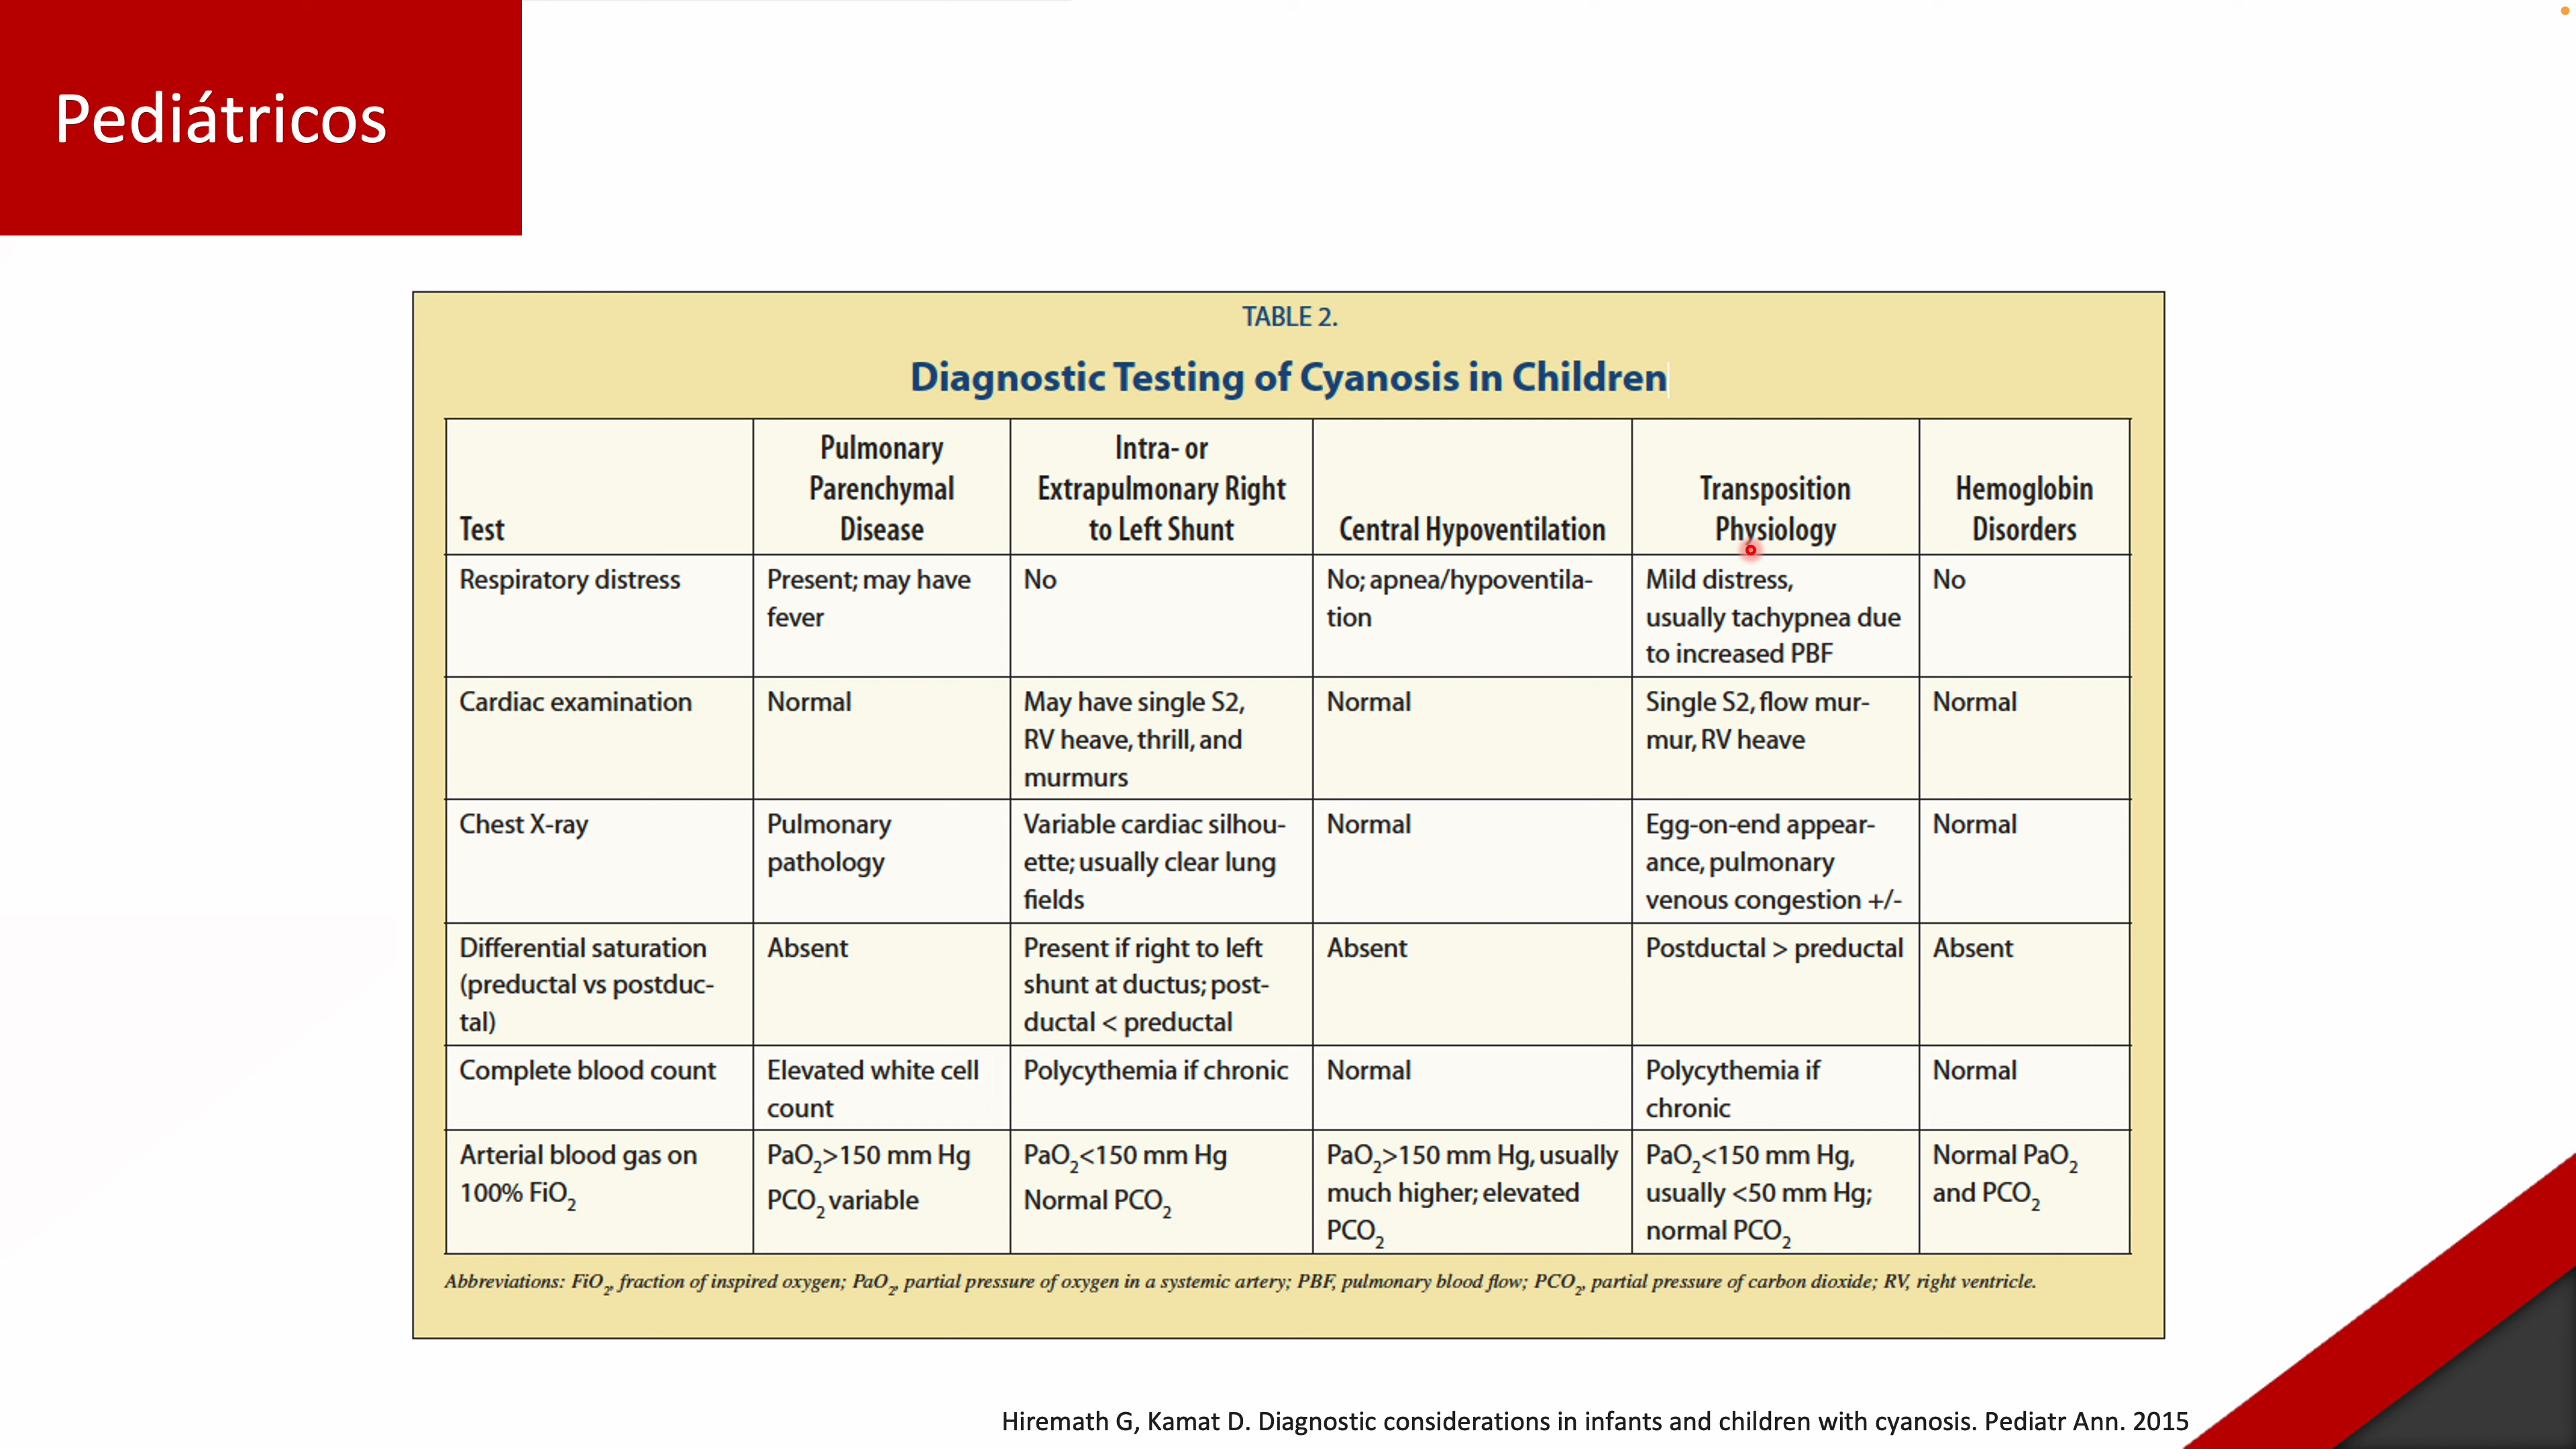 Pediátricos
TABLE 2.
Diagnostic Testing of Cyanosis in Children
Test
Pulmonary
Parenchymal
Disease
Intra- or
Extrapulmonary Right
to Left Shunt
Central Hypoventilation
Transposition
Physiology
Hemoglobin
Disorders
Respiratory distress
Present; may have
fever
No
No; apnea/hypoventila-
tion
Mild distress,
usually tachypnea due
to increased PBF
No
Cardiac examination
Normal
May have single S2,
RV heave, thrill, and
murmurs
Normal
Single S2, flow mur-
mur, RV heave
Normal
Chest X-ray
Pulmonary
pathology
Variable cardiac silhou-
ette; usually clear lung
fields
Normal
Egg-on-end appear-
ance, pulmonary
venous congestion +/-
Normal
Differential saturation
(preductal vs postduc-
tal)
Absent
Present if right to left
shunt at ductus; post-
ductal < preductal
Absent
Postductal > preductal
Absent
Complete blood count
Elevated white cell
count
Polycythemia if chronic
Normal
Polycythemia if
chronic
Normal
Arterial blood gas on
100% FiO₂
PaO₂>150 mm Hg
PCO₂ variable
PaO₂<150 mm Hg
Normal PCO₂
PaO₂>150 mm Hg, usually
much higher; elevated
PCO₂
PaO₂<150 mm Hg,
usually <50 mm Hg;
normal PCO₂
Normal PaO₂
and PCO₂
Abbreviations: FiO₂, fraction of inspired oxygen; PaO₂, partial pressure of oxygen in a systemic artery; PBF, pulmonary blood flow; PCO₂, partial pressure of carbon dioxide; RV, right ventricle.
Hiremath G, Kamat D. Diagnostic considerations in infants and children with cyanosis. Pediatr Ann. 2015